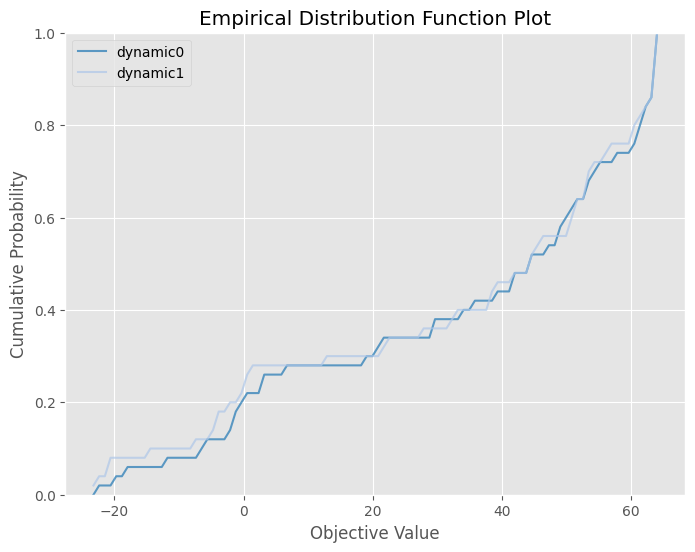 Empirical Distribution Function Plot
dynamic0
dynamic1
Cumulative Probability
1.0
0.8
0.6
0.4
0.2
0.0
−20
0
20
40
60
Objective Value